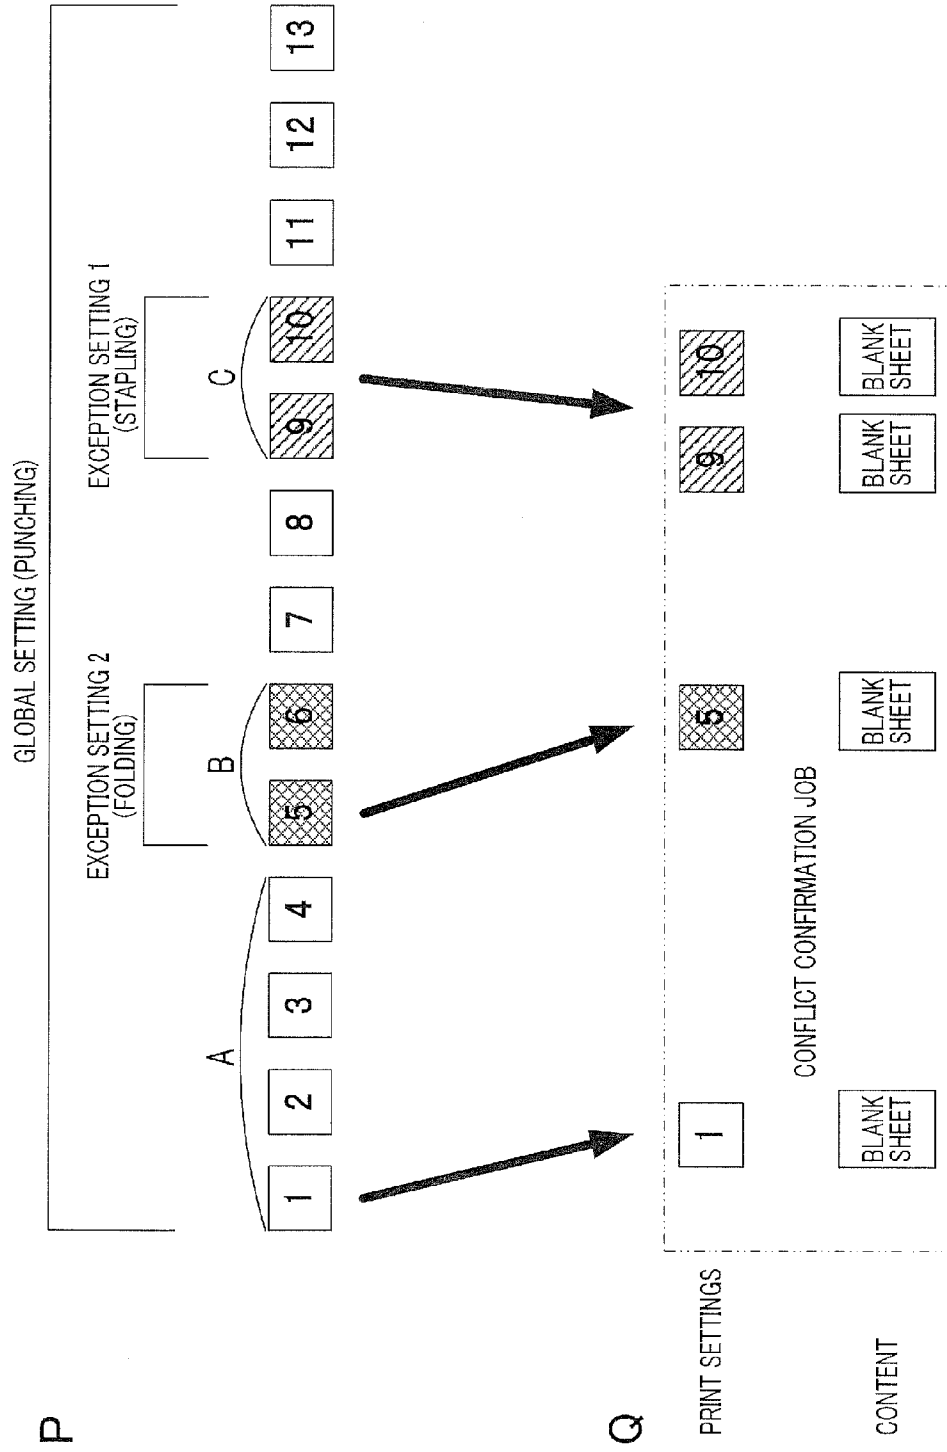 P
GLOBAL SETTING (PUNCHING)
EXCEPTION SETTING 2
(FOLDING)
EXCEPTION SETTING 1
(STAPLING)
A
B
C
1 2 3 4 5 6 7 8 9 10 11 12 13
Q
PRINT SETTINGS
1 5 9 10
CONFLICT CONFIRMATION JOB
CONTENT
BLANK
SHEET
BLANK
SHEET
BLANK
SHEET
BLANK
SHEET